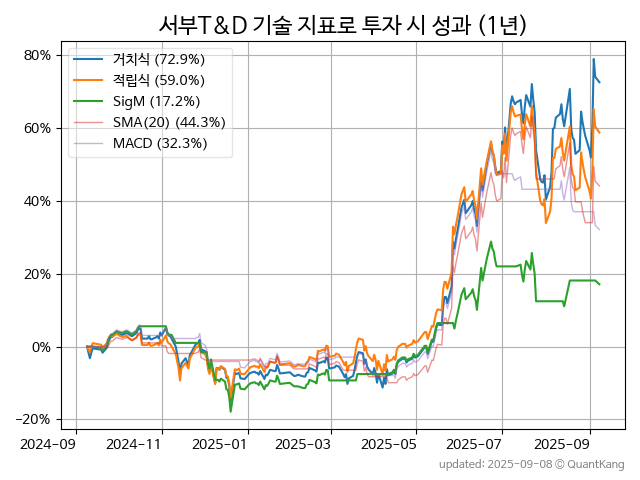 서부T&D 기술 지표로 투자 시 성과 (1년)
거치식 (72.9%)
적립식 (59.0%)
SigM (17.2%)
SMA(20) (44.3%)
MACD (32.3%)
80%
60%
40%
20%
0%
−20%
2024-09
2024-11
2025-01
2025-03
2025-05
2025-07
2025-09
updated: 2025-09-08 © QuantKang